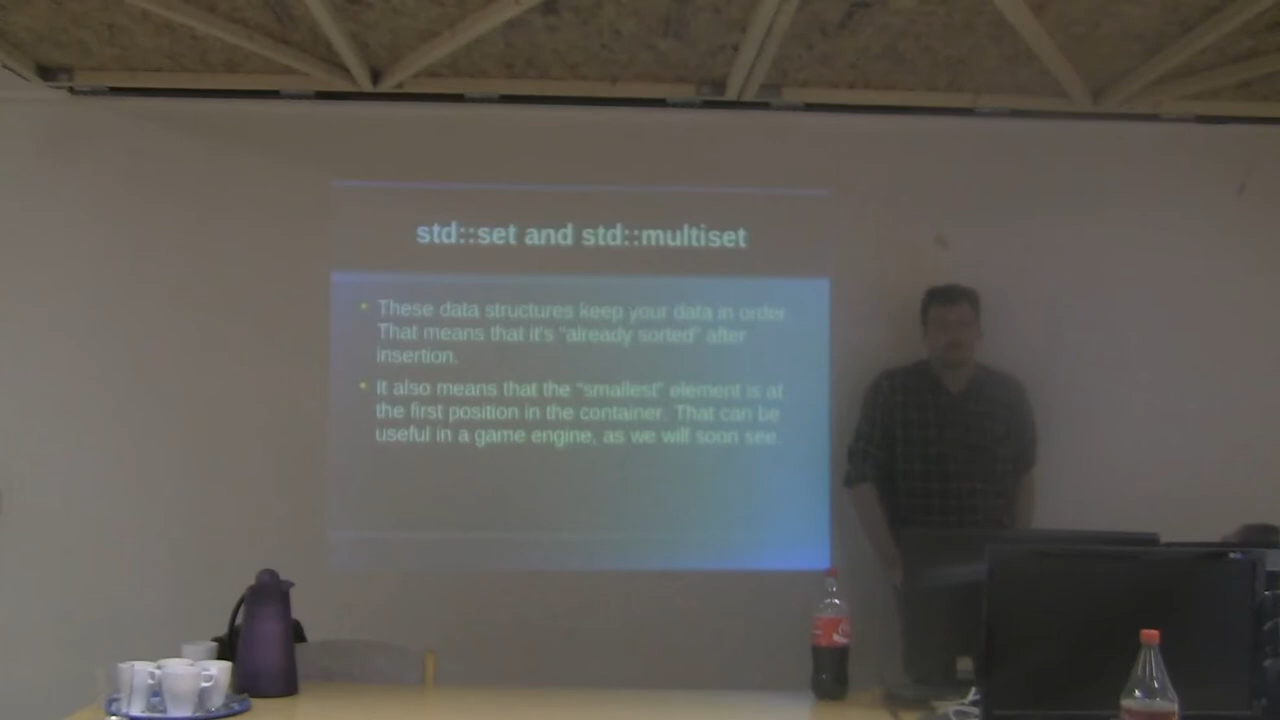 std::set and std::multiset
These data structures keep your data in order.
That means that it's "already sorted" after
insertion.
It also means that the "smallest" element is at
the first position in the container. That can be
useful in a game engine, as we will soon see.